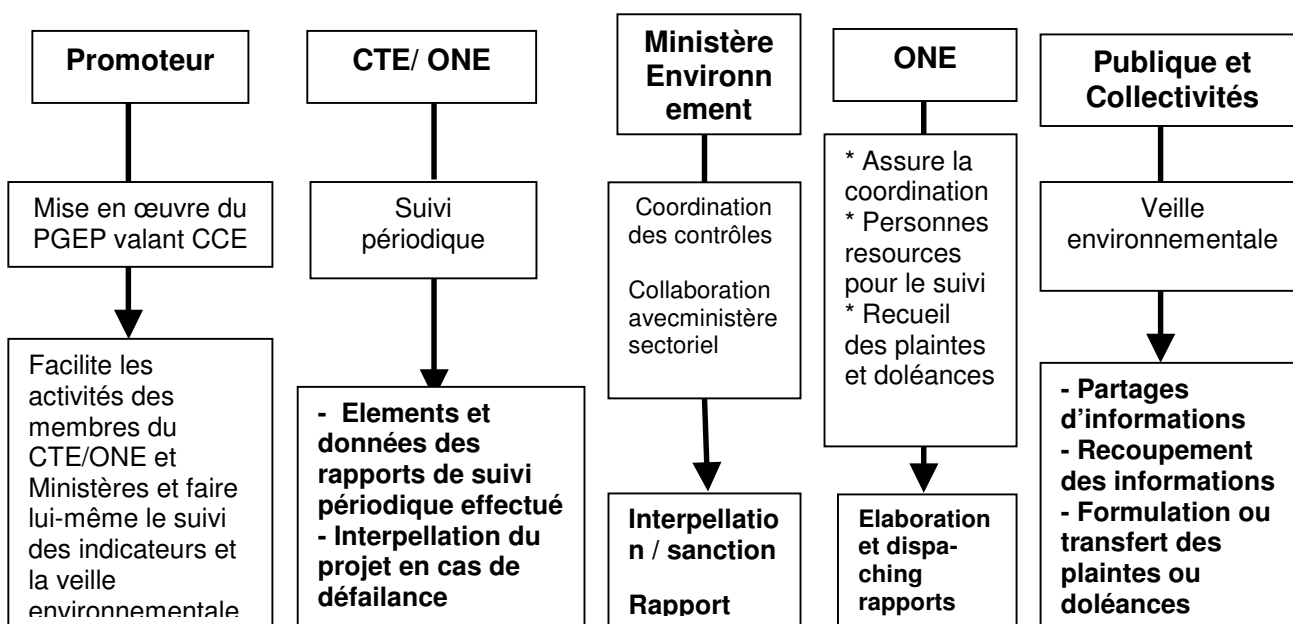 Promoteur
Mise en œuvre du
PGEP valant CCE
Facilite les
activités des
membres du
CTE/ONE et
Ministères et faire
lui-même le suivi
des indicateurs et
la veille
environnementale
CTE/ ONE
Suivi
périodique
- Elements et
données des
rapports de suivi
périodique effectué
- Interpellation du
projet en cas de
défailance
Ministère
Environn
ement
Coordination
des contrôles
Collaboration
avecministère
sectoriel
Interpellatio
n / sanction
Rapport
ONE
* Assure la
coordination
* Personnes
resources
pour le suivi
* Recueil
des plaintes
et doléances
Elaboration
et dispa-
ching
rapports
Publique et
Collectivités
Veille
environnementale
- Partages
d'informations
- Recoupement
des informations
- Formulation ou
transfert des
plaintes ou
doléances